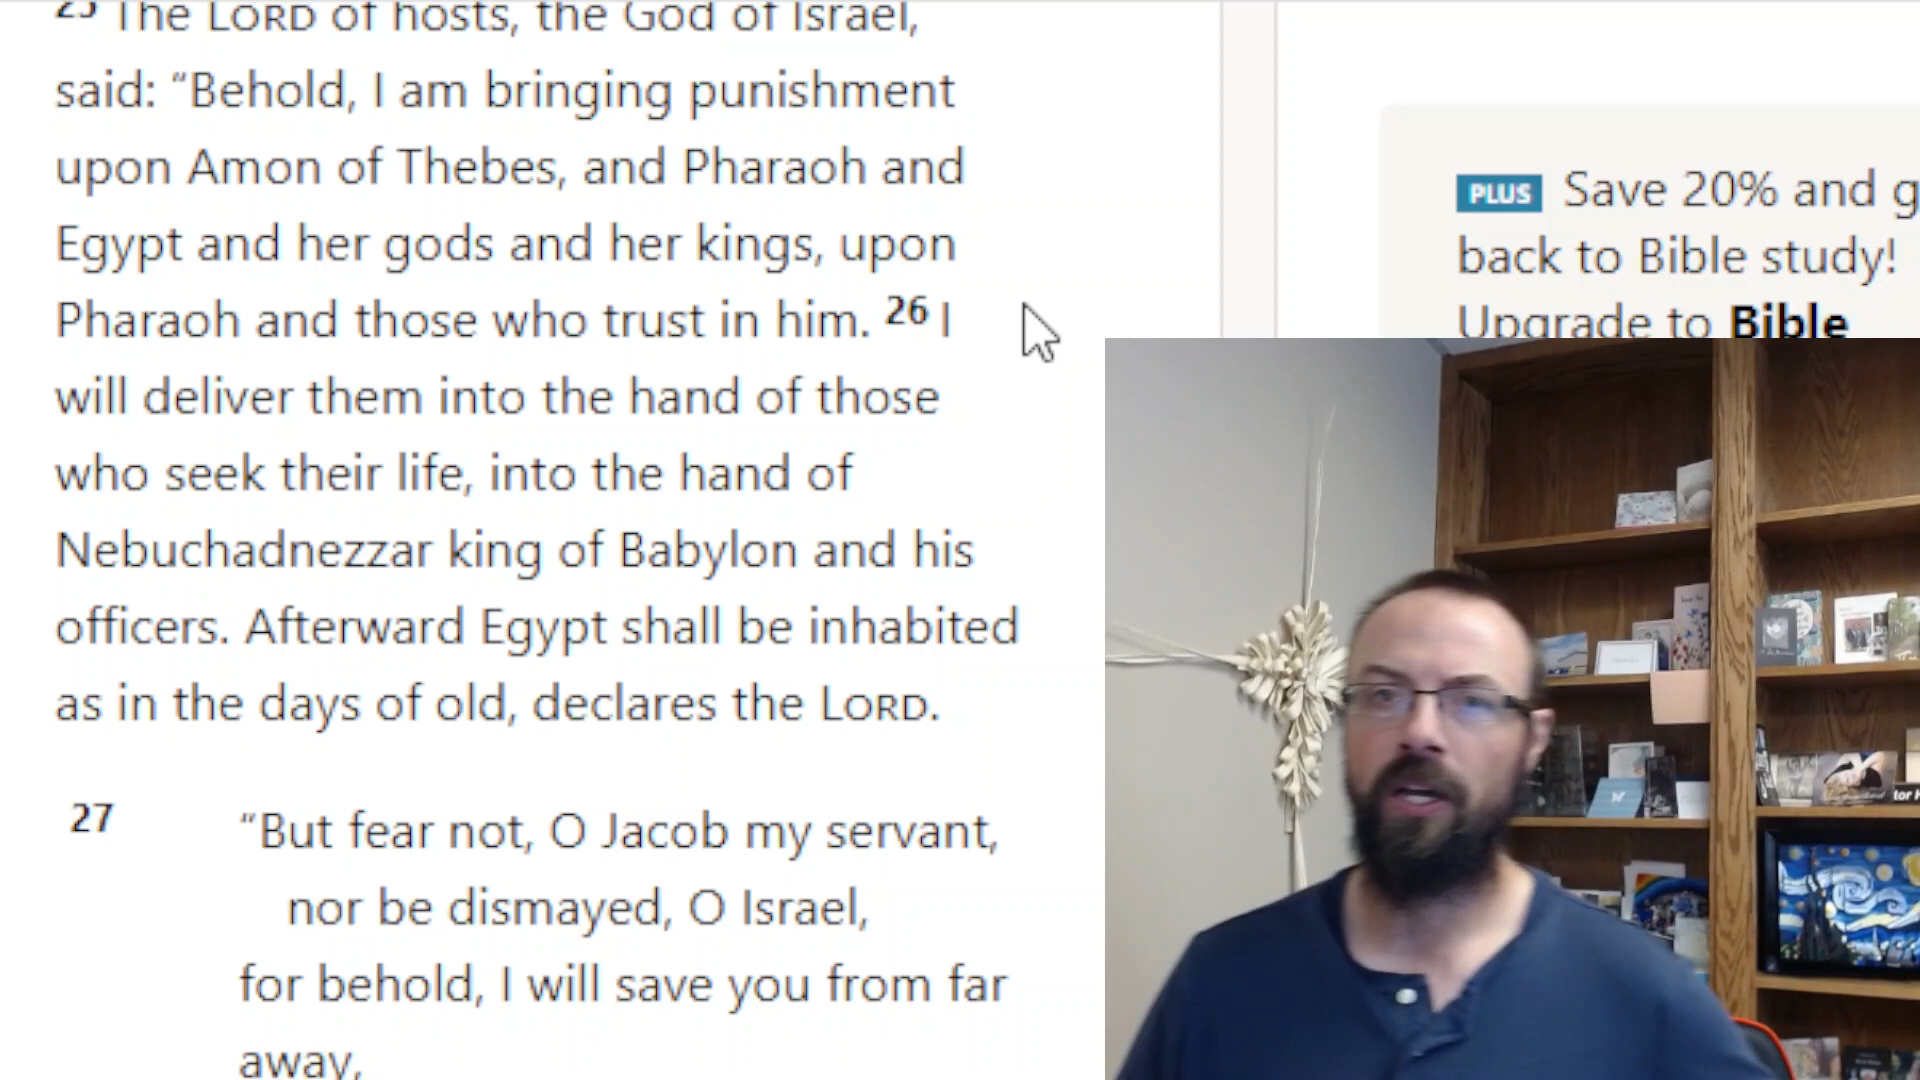 25 The LORD of hosts, the God of Israel,
said: “Behold, I am bringing punishment
upon Amon of Thebes, and Pharaoh and
Egypt and her gods and her kings, upon
Pharaoh and those who trust in him. 26 I
will deliver them into the hand of those
who seek their life, into the hand of
Nebuchadnezzar king of Babylon and his
officers. Afterward Egypt shall be inhabited
as in the days of old, declares the LORD.
27 “But fear not, O Jacob my servant,
nor be dismayed, O Israel,
for behold, I will save you from far
away,
PLUS Save 20% and g
back to Bible study!
Upgrade to Bible